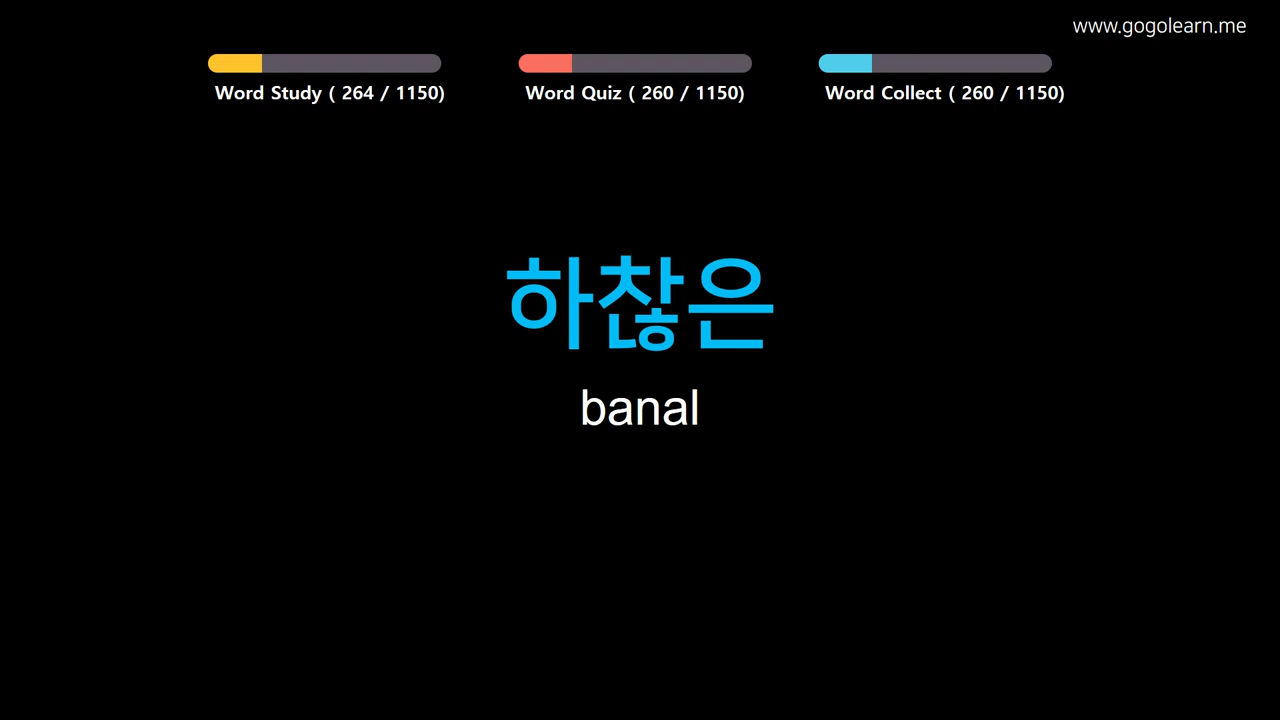 www.gogolearn.me
Word Study ( 264 / 1150)
Word Quiz ( 260 / 1150)
Word Collect ( 260 / 1150)
하찮은
banal